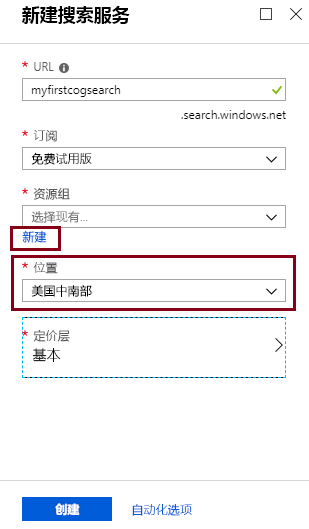 新建搜索服务
* URL
myfirstcogsearch
.search.windows.net
* 订阅
免费试用版
* 资源组
选择现有...
新建
* 位置
美国中南部
* 定价层
基本
创建
自动化选项